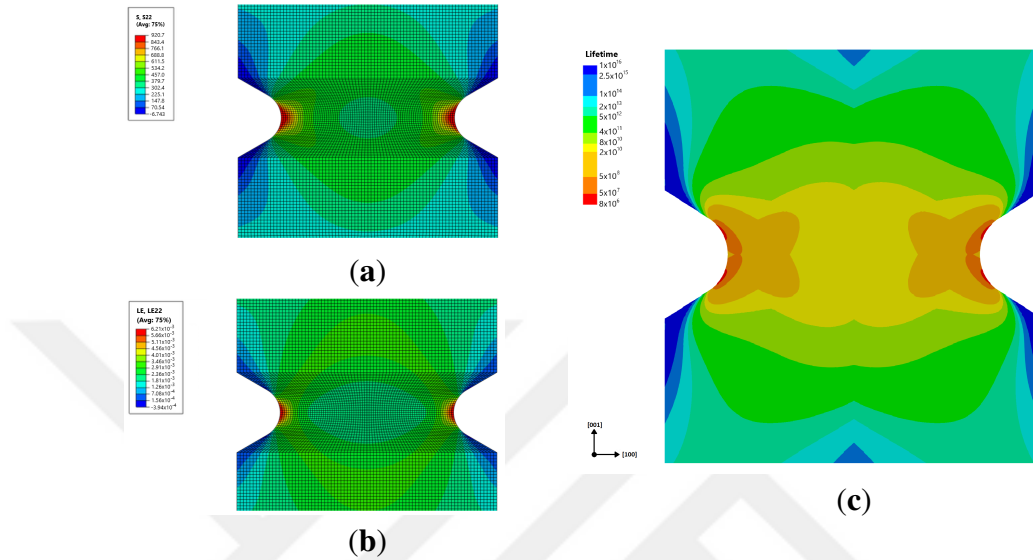 S, S22
(Avg: 75%)
920.7
843.4
766.1
688.8
611.5
534.2
457.0
379.7
302.4
225.1
147.8
70.54
-6.743
(a)
LE, LE22
(Avg: 75%)
6.21x10⁻³
5.66x10⁻³
5.11x10⁻³
4.56x10⁻³
4.01x10⁻³
3.46x10⁻³
2.91x10⁻³
2.36x10⁻³
1.81x10⁻³
1.26x10⁻³
7.08x10⁻⁴
1.56x10⁻⁴
-3.94x10⁻⁴
(b)
Lifetime
1x10¹⁶
2.5x10¹⁵
1x10¹⁴
2x10¹³
5x10¹²
4x10¹¹
8x10¹⁰
2x10¹⁰
5x10⁸
5x10⁷
8x10⁶
[001]
[100]
(c)